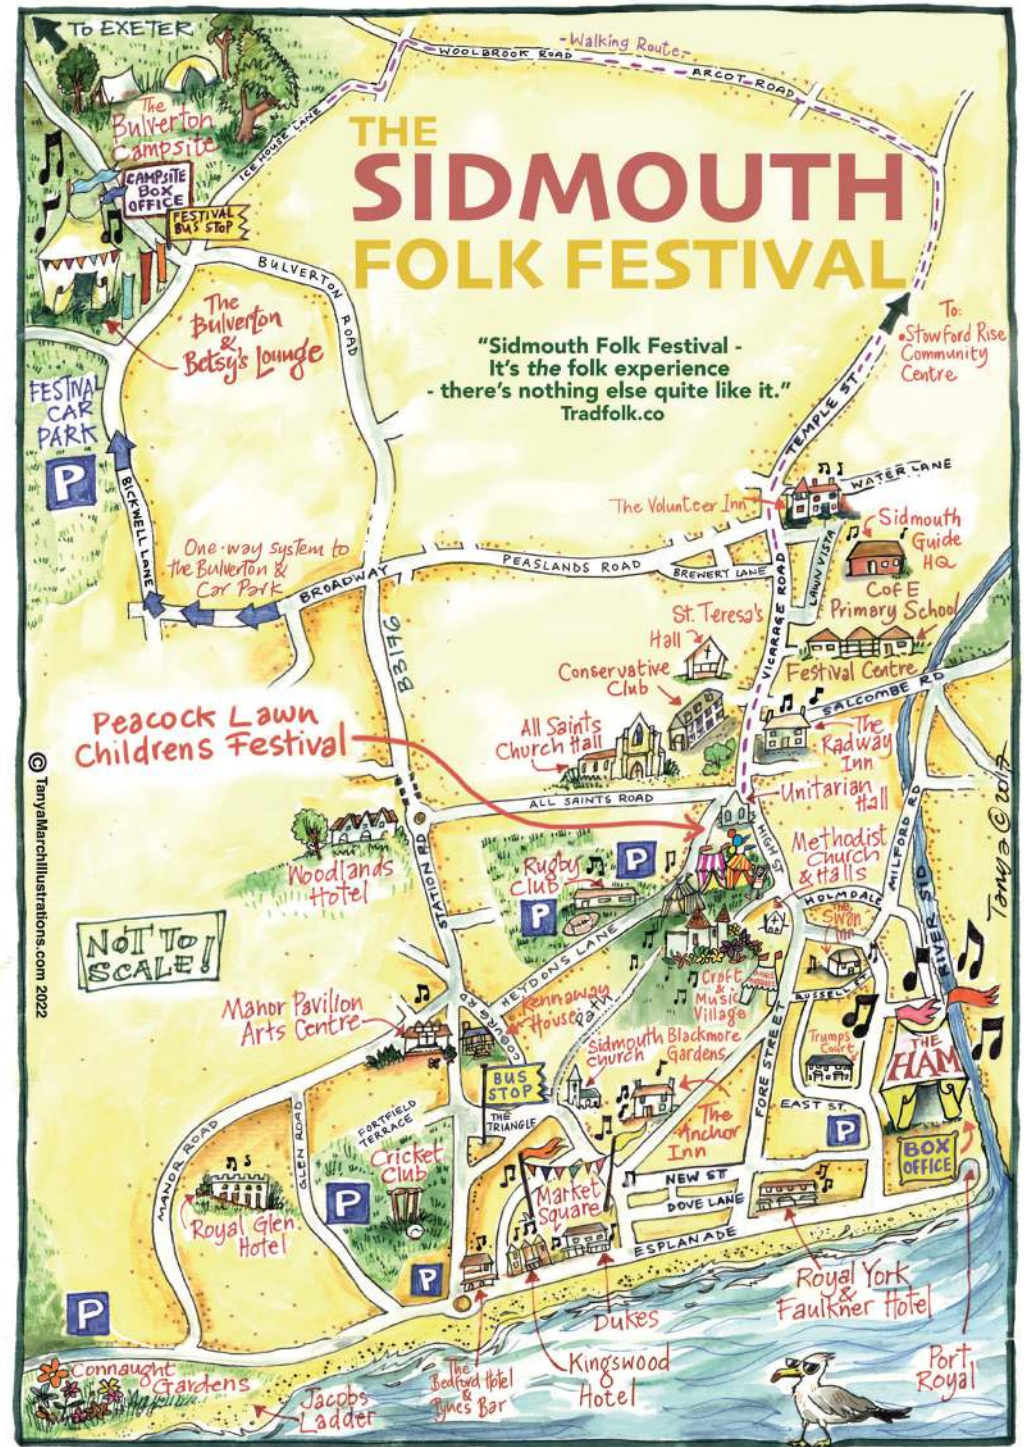 TO EXETER
-Walking Route-
WOOLBROOK ROAD
ARCOT ROAD
The
Bulverton
Campsite
ICE HOUSE LANE
CAMPSITE
BOX
OFFICE
FESTIVAL
BUS STOP
THE
SIDMOUTH
FOLK FESTIVAL
BULVERTON
ROAD
The
Bulverton
&
Betsy's Lounge
"Sidmouth Folk Festival -
It's the folk experience
- there's nothing else quite like it."
Tradfolk.co
To:
Stowford Rise
Community
Centre
FESTIVAL
CAR
PARK
P
TEMPLE ST
WATER LANE
The Volunteer Inn
BICKWELL LANE
Sidmouth
Guide
HQ
LAWN VISTA
One-way system to
the Bulverton &
Car Park
BROADWAY
PEASLANDS ROAD
BREWERY LANE
VICARAGE ROAD
CofE
Primary School
Festival Centre
B3176
St. Teresa's
Hall
Conservative
Club
SALCOMBE RD
Peacock Lawn
Childrens Festival
All Saints
Church Hall
The
Radway
Inn
Unitarian
Hall
ALL SAINTS ROAD
© TanyaMarchIllustrations.com 2022
Tanya © 2017
Woodlands
Hotel
STATION RD
Rugby
Club
P
P
HIGH ST
Methodist
Church
& Halls
MILFORD RD
RIVER SID
HOLMDALE
The
Swan
Inn
NOT TO
SCALE!
HEYDONS LANE
Croft
&
Music
Village
RUSSELL ST
Manor Pavilion
Arts Centre
COBURG RD
Kennaway
House
path
Sidmouth
Church
Blackmore
Gardens
Trumps
Court
THE
HAM
FORE STREET
BUS
STOP
THE
TRIANGLE
FORTFIELD
TERRACE
The
Anchor
Inn
EAST ST.
P
BOX
OFFICE
MANOR ROAD
GLEN ROAD
Cricket
Club
P
Royal Glen
Hotel
Market
Square
NEW ST
DOVE LANE
ESPLANADE
P
P
Royal York
&
Faulkner Hotel
Dukes
Kingswood
Hotel
The
Bedford Hotel
&
Tynes Bar
Port
Royal
Connaught
Gardens
Jacobs
Ladder